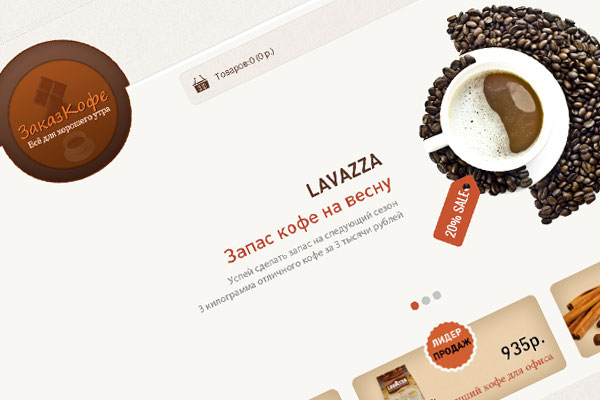 Товаров:0 (0 р.)
ЗаказКофе
Всё для хорошего утра
LAVAZZA
Запас кофе на весну
Успей сделать запас на следующий сезон
3 килограмма отличного кофе за 3 тысячи рублей
20% SALE
ЛИДЕР
ПРОДАЖ
935р.
кофе для офиса
LAVAZZA